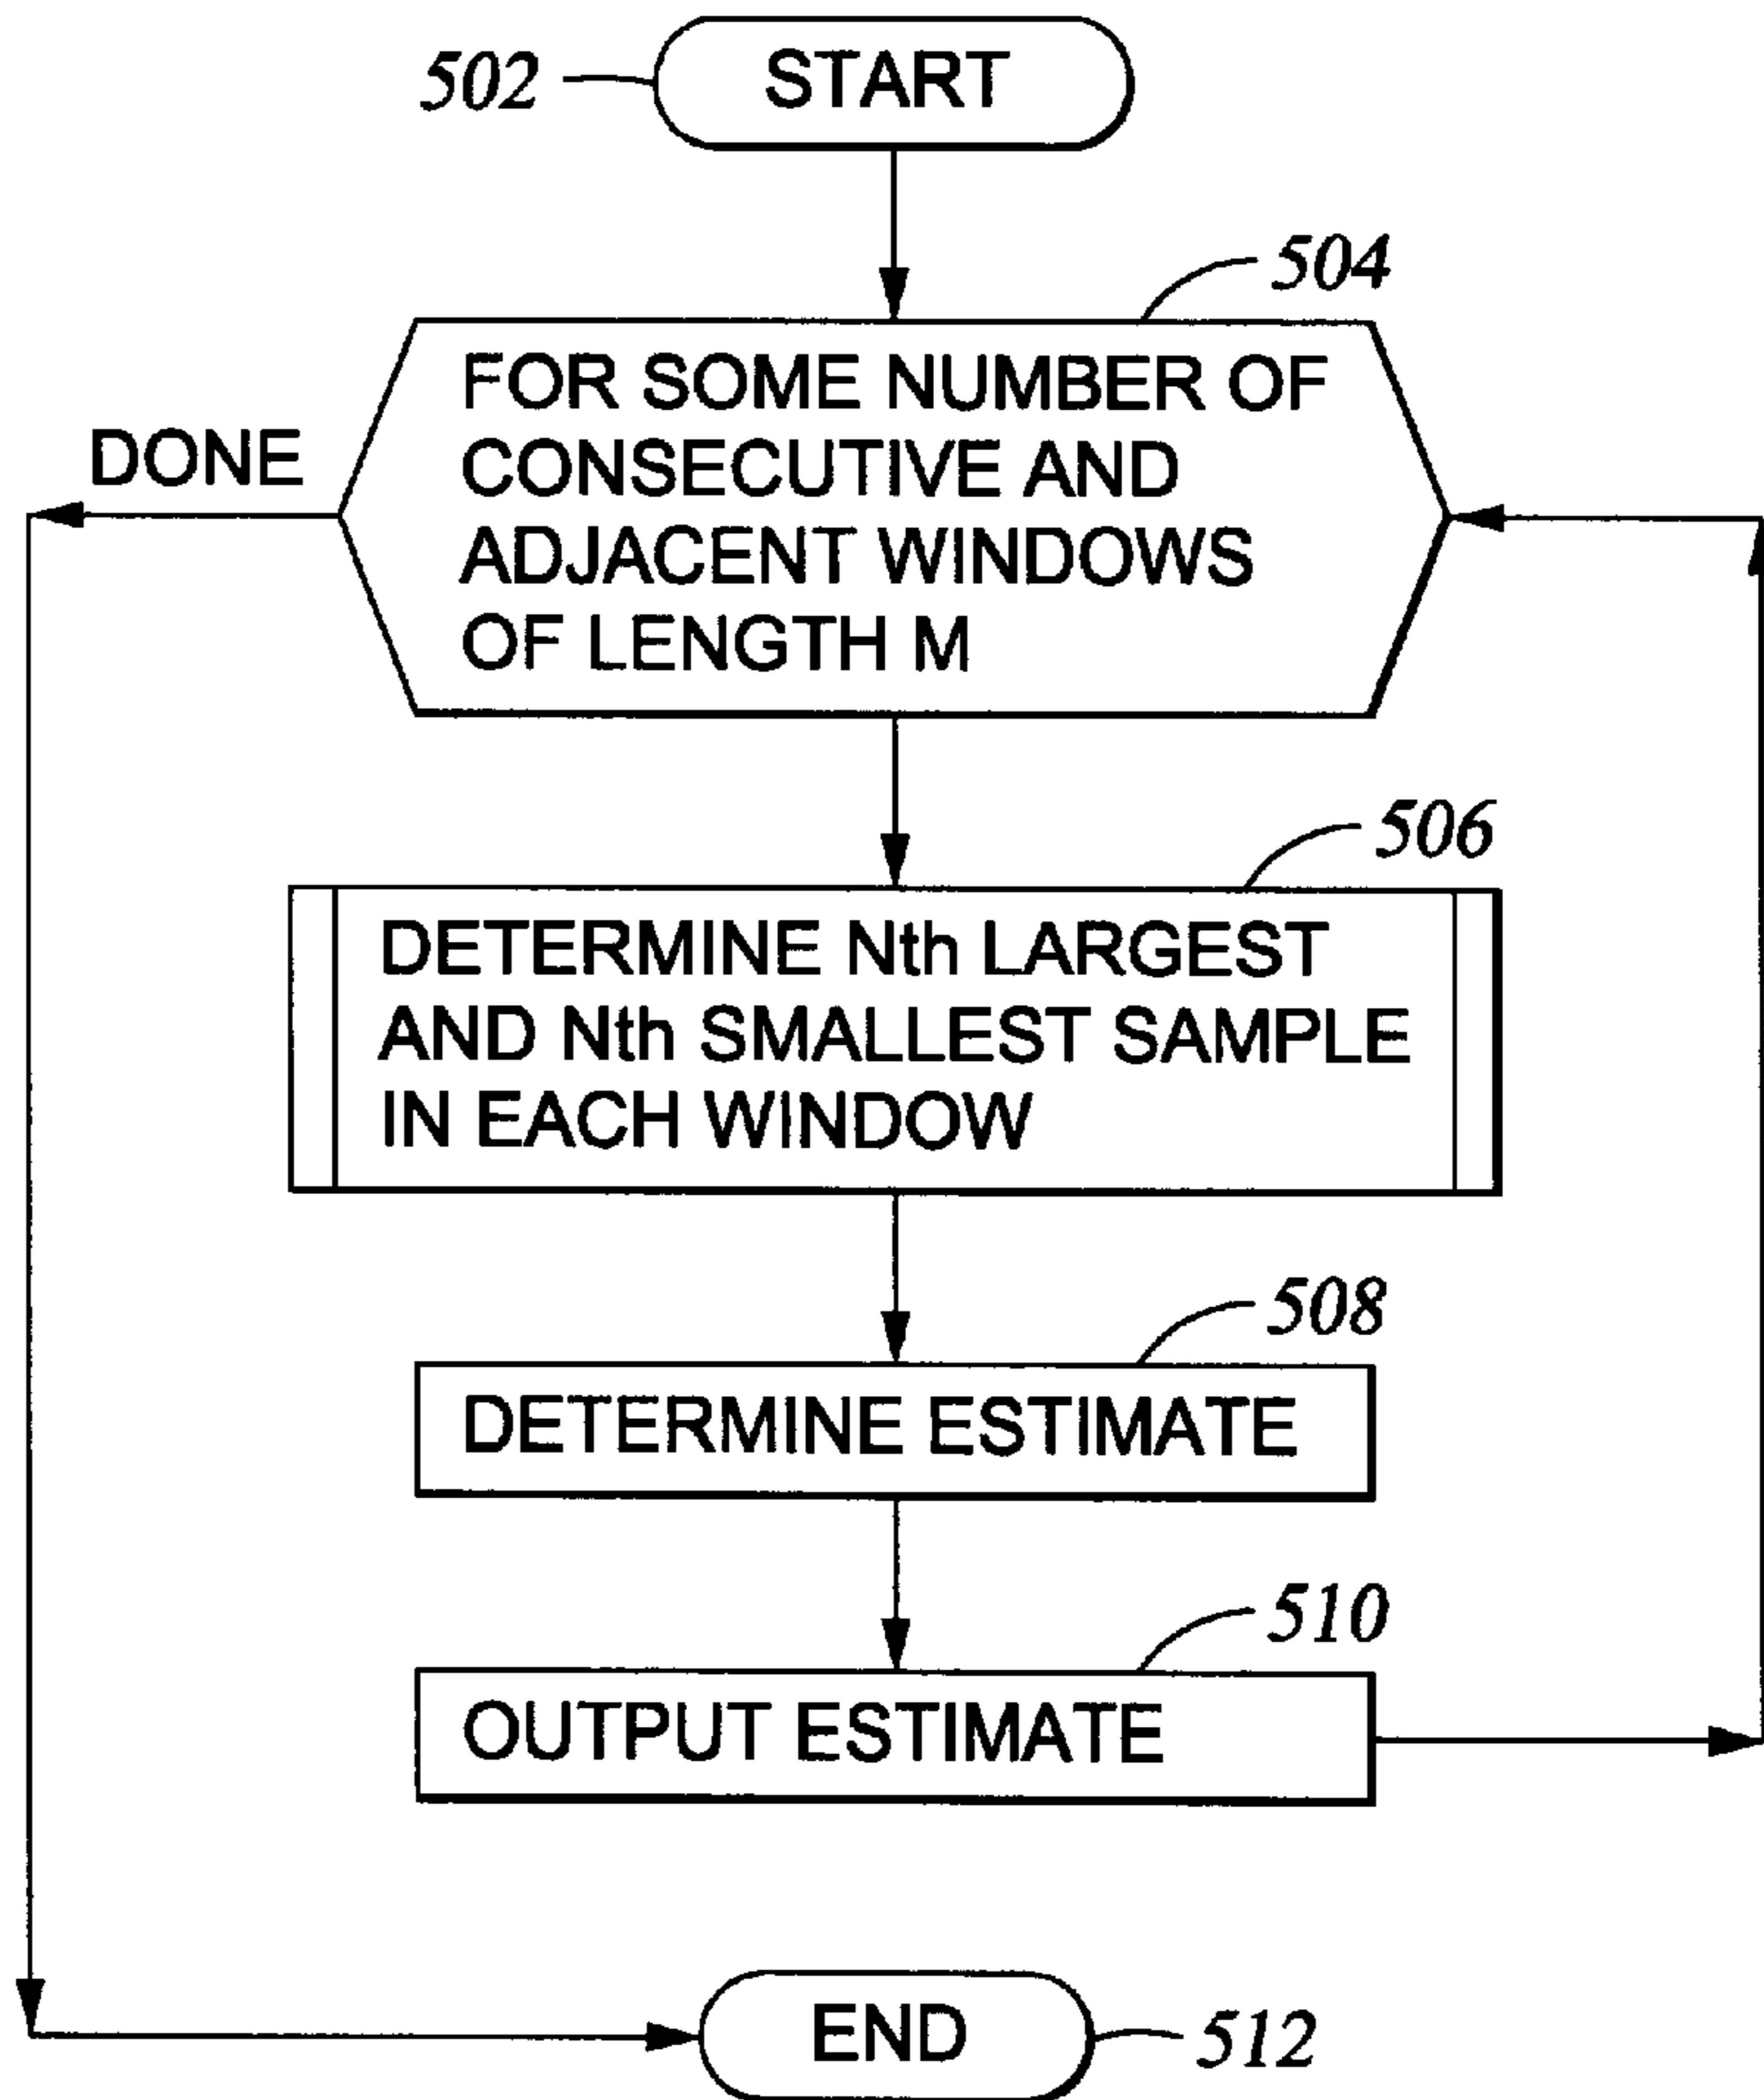 502
START
504
FOR SOME NUMBER OF
CONSECUTIVE AND
ADJACENT WINDOWS
OF LENGTH M
DONE
506
DETERMINE Nth LARGEST
AND Nth SMALLEST SAMPLE
IN EACH WINDOW
508
DETERMINE ESTIMATE
510
OUTPUT ESTIMATE
END
512